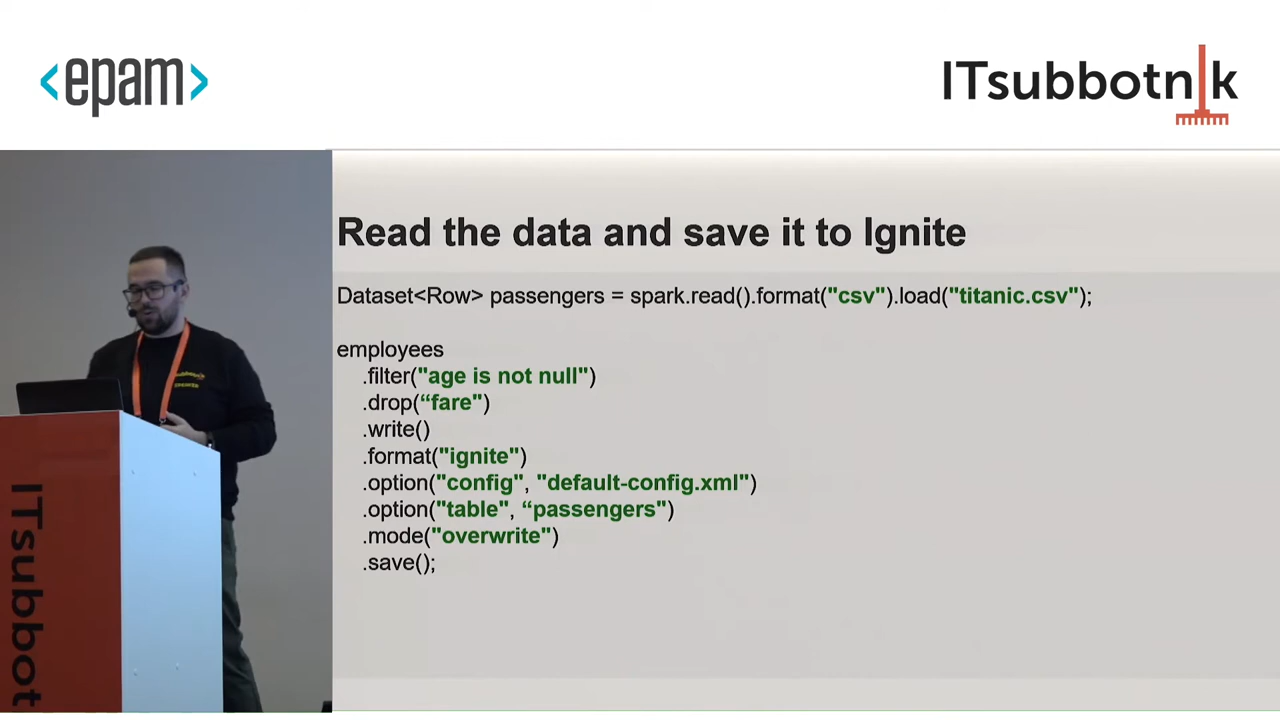 <epam>
ITsubbotnik
Read the data and save it to Ignite
Dataset<Row> passengers = spark.read().format("csv").load("titanic.csv");
employees
.filter("age is not null")
.drop(“fare")
.write()
.format("ignite")
.option("config", "default-config.xml")
.option("table", “passengers")
.mode("overwrite")
.save();
ITsubbot